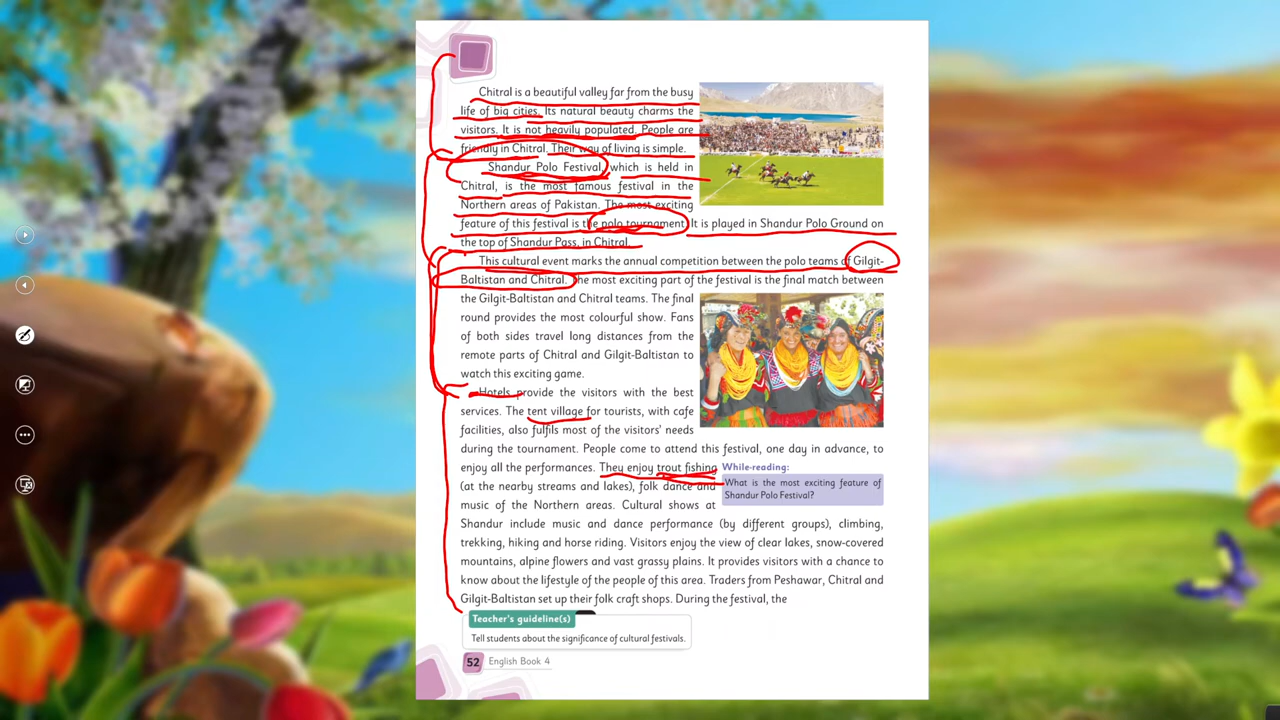 Chitral is a beautiful valley far from the busy
life of big cities. Its natural beauty charms the
visitors. It is not heavily populated. People are
friendly in Chitral. Their way of living is simple.
Shandur Polo Festival, which is held in
Chitral, is the most famous festival in the
Northern areas of Pakistan. The most exciting
feature of this festival is the polo tournament. It is played in Shandur Polo Ground on
the top of Shandur Pass, in Chitral.
This cultural event marks the annual competition between the polo teams of Gilgit-
Baltistan and Chitral. The most exciting part of the festival is the final match between
the Gilgit-Baltistan and Chitral teams. The final
round provides the most colourful show. Fans
of both sides travel long distances from the
remote parts of Chitral and Gilgit-Baltistan to
watch this exciting game.
Hotels provide the visitors with the best
services. The tent village for tourists, with cafe
facilities, also fulfils most of the visitors' needs
during the tournament. People come to attend this festival, one day in advance, to
enjoy all the performances. They enjoy trout fishing
(at the nearby streams and lakes), folk dance and
music of the Northern areas. Cultural shows at
Shandur include music and dance performance (by different groups), climbing,
trekking, hiking and horse riding. Visitors enjoy the view of clear lakes, snow-covered
mountains, alpine flowers and vast grassy plains. It provides visitors with a chance to
know about the lifestyle of the people of this area. Traders from Peshawar, Chitral and
Gilgit-Baltistan set up their folk craft shops. During the festival, the
While-reading:
What is the most exciting feature of
Shandur Polo Festival?
Teacher's guideline(s)
Tell students about the significance of cultural festivals.
52 English Book 4